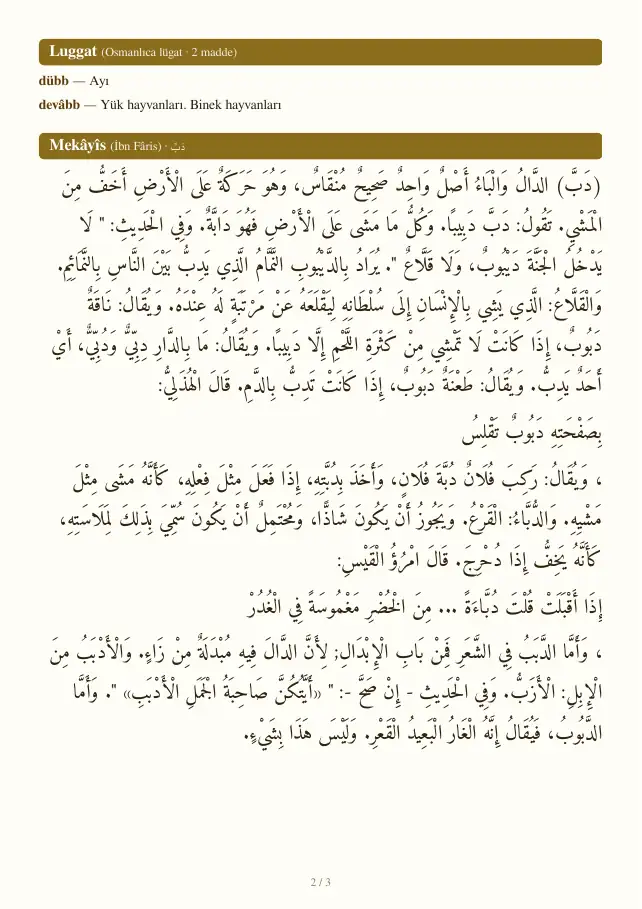 Luggat (Osmanlıca lügat · 2 madde)
dübb — Ayı
devâbb — Yük hayvanları. Binek hayvanları
Mekâyîs (İbn Fâris) · دَبَّ
(دَبَّ) الدَّالُ وَالْبَاءُ أَصْلٌ وَاحِدٌ صَحِيحٌ مُنْقَاسٌ، وَهُوَ حَرَكَةٌ عَلَى الْأَرْضِ أَخَفُّ مِنَ
الْمَشْيِ. تَقُولُ: دَبَّ دَبِيبًا. وَكُلُّ مَا مَشَى عَلَى الْأَرْضِ فَهُوَ دَابَّةٌ. وَفِي الْحَدِيثِ: " لَا
يَدْخُلُ الْجَنَّةَ دَيْبُوبٌ، وَلَا قَلَّاعٌ ". يُرَادُ بِالدَّيْبُوبِ النَّمَّامُ الَّذِي يَدِبُّ بَيْنَ النَّاسِ بِالنَّمَائِمِ.
وَالْقَلَّاعُ: الَّذِي يَشِي بِالْإِنْسَانِ إِلَى سُلْطَانِهِ لِيَقْلَعَهُ عَنْ مَرْتَبَةٍ لَهُ عِنْدَهُ. وَيُقَالُ: نَاقَةٌ
دَبُوبٌ، إِذَا كَانَتْ لَا تَمْشِي مِنْ كَثْرَةِ اللَّحْمِ إِلَّا دَبِيبًا. وَيُقَالُ: مَا بِالدَّارِ دِبِّيٌّ وَدُبِّيٌّ، أَيْ
أَحَدٌ يَدِبُّ. وَيُقَالُ: طَعْنَةٌ دَبُوبٌ، إِذَا كَانَتْ تَدِبُّ بِالدَّمِ. قَالَ الْهُذَلِيُّ:
بِصَفْحَتِهِ دَبُوبٌ تَقْلِسُ
، وَيُقَالُ: رَكِبَ فُلَانٌ دُبَّةَ فُلَانٍ، وَأَخَذَ بِدُبَّتِهِ، إِذَا فَعَلَ مِثْلَ فِعْلِهِ، كَأَنَّهُ مَشَى مِثْلَ
مَشْيِهِ. وَالدُّبَّاءُ: الْقَرْعُ. وَيَجُوزُ أَنْ يَكُونَ شَاذًّا، وَمُحْتَمِلٌ أَنْ يَكُونَ سُمِّيَ بِذَلِكَ لِمَلَاسَتِهِ،
كَأَنَّهُ يَخِفُّ إِذَا دُحْرِجَ. قَالَ امْرُؤُ الْقَيْسِ:
إِذَا أَقْبَلَتْ قُلْتَ دُبَّاءَةٌ ... مِنَ الْخُضْرِ مَغْمُوسَةٌ فِي الْغُدُرْ
، وَأَمَّا الدَّبَبُ فِي الشَّعَرِ فَمِنْ بَابِ الْإِبْدَالِ; لِأَنَّ الدَّالَ فِيهِ مُبْدَلَةٌ مِنْ زَاءٍ. وَالْأَدْبَبُ مِنَ
الْإِبِلِ: الْأَزَبُّ. وَفِي الْحَدِيثِ - إِنْ صَحَّ -: " «أَيَّتُكُنَّ صَاحِبَةُ الْجَمَلِ الْأَدْبَبِ» ". وَأَمَّا
الدَّبُوبُ، فَيُقَالُ إِنَّهُ الْغَارُ الْبَعِيدُ الْقَعْرِ. وَلَيْسَ هَذَا بِشَيْءٍ.
2 / 3